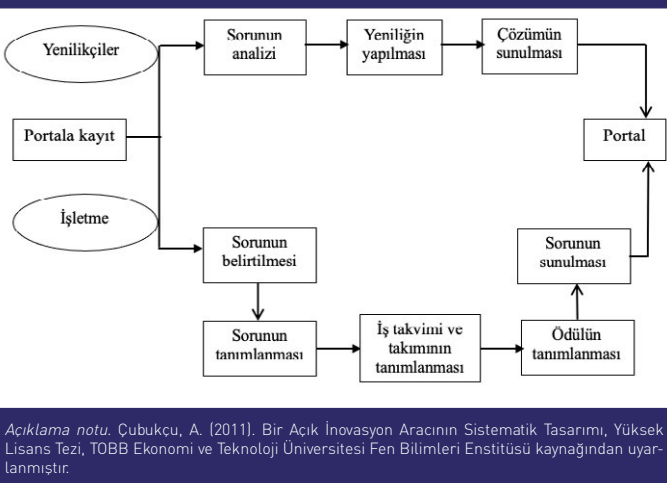 Yenilikçiler
Sorunun
analizi
Yeniliğin
yapılması
Çözümün
sunulması
Portala kayıt
Portal
İşletme
Sorunun
belirtilmesi
Sorunun
sunulması
Sorunun
tanımlanması
İş takvimi ve
takımının
tanımlanması
Ödülün
tanımlanması
Açıklama notu. Çubukçu, A. (2011). Bir Açık İnovasyon Aracının Sistematik Tasarımı, Yüksek
Lisans Tezi, TOBB Ekonomi ve Teknoloji Üniversitesi Fen Bilimleri Enstitüsü kaynağından uyar-
lanmıştır.